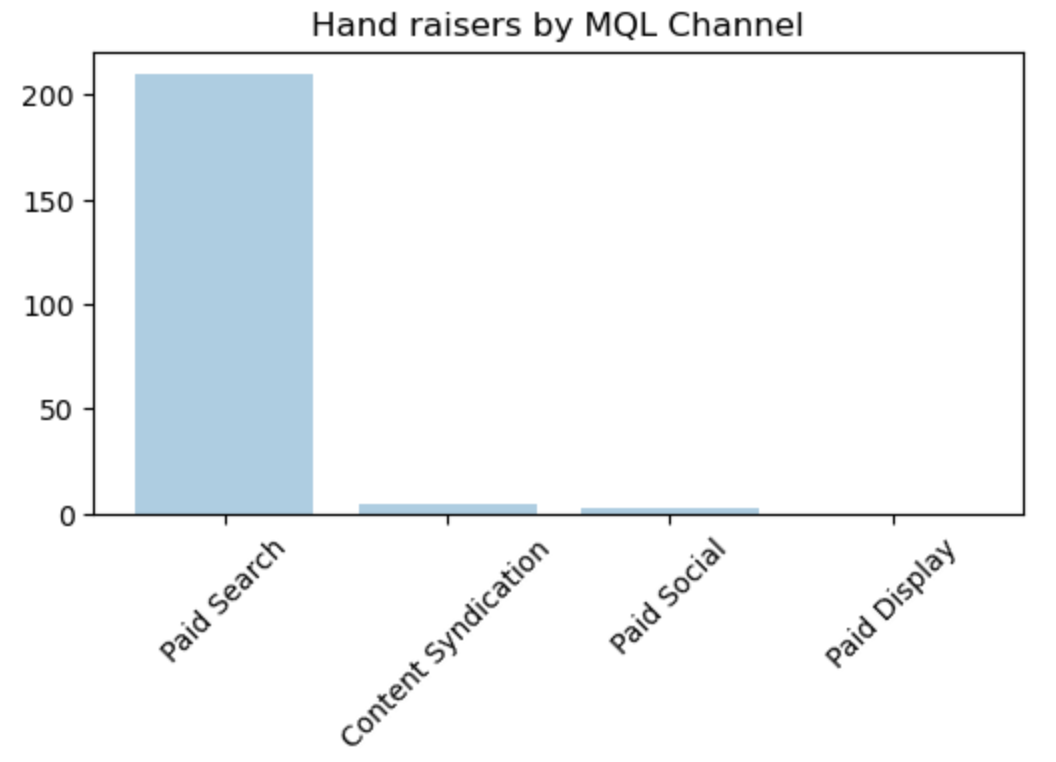 Hand raisers by MQL Channel
200
150
100
50
0
Paid Search
Content Syndication
Paid Social
Paid Display